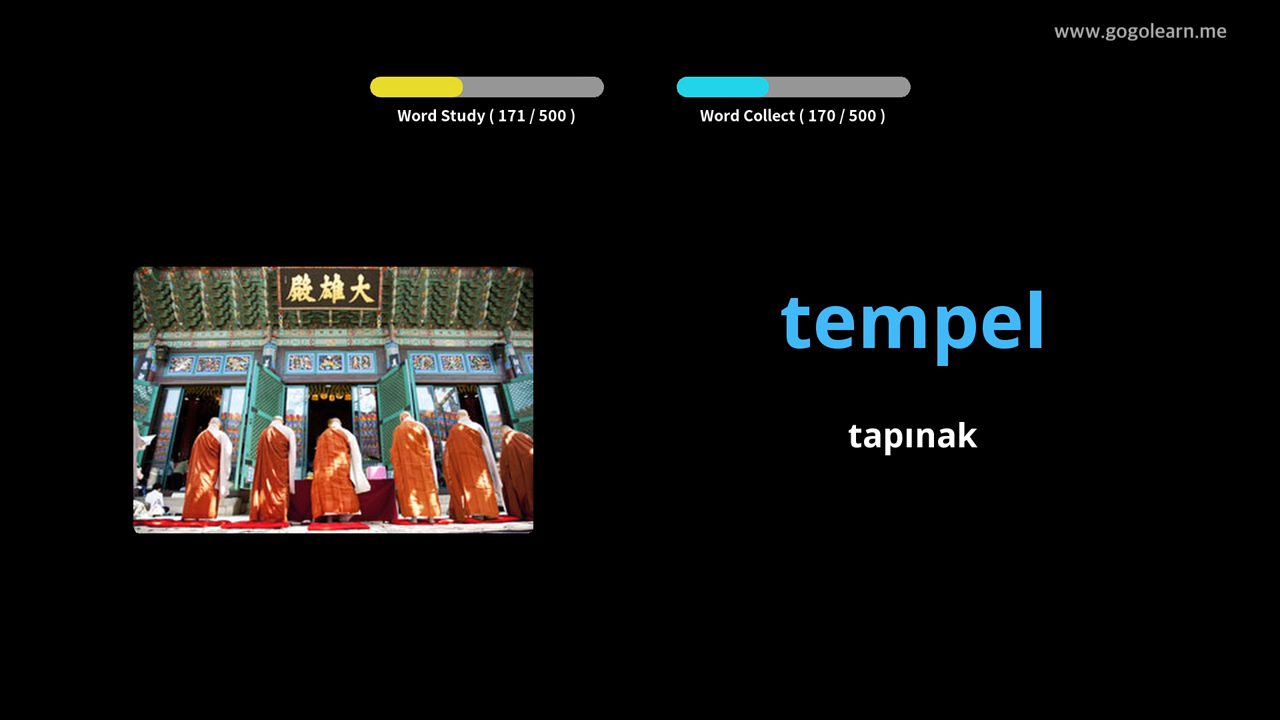 www.gogolearn.me
Word Study ( 171 / 500 )
Word Collect ( 170 / 500 )
殿雄大
tempel
tapınak